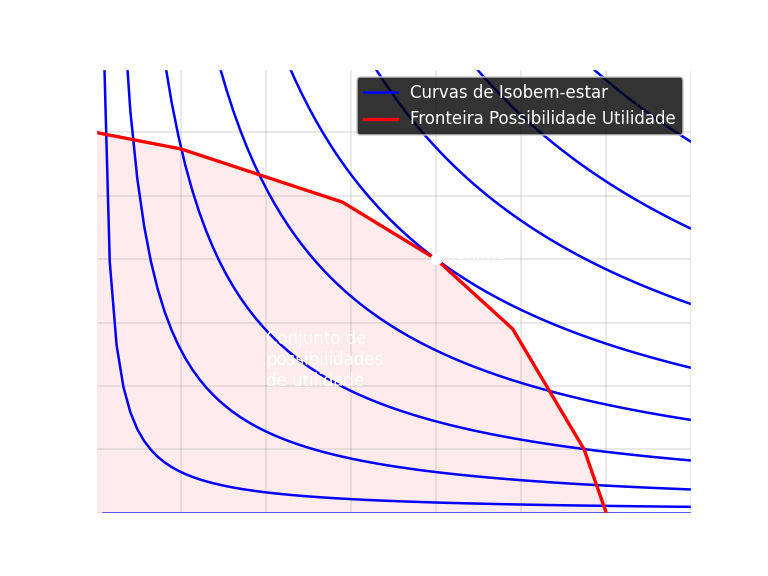 Curvas de Isobem-estar
Fronteira Possibilidade Utilidade
Conjunto de
possibilidades
de utilidade